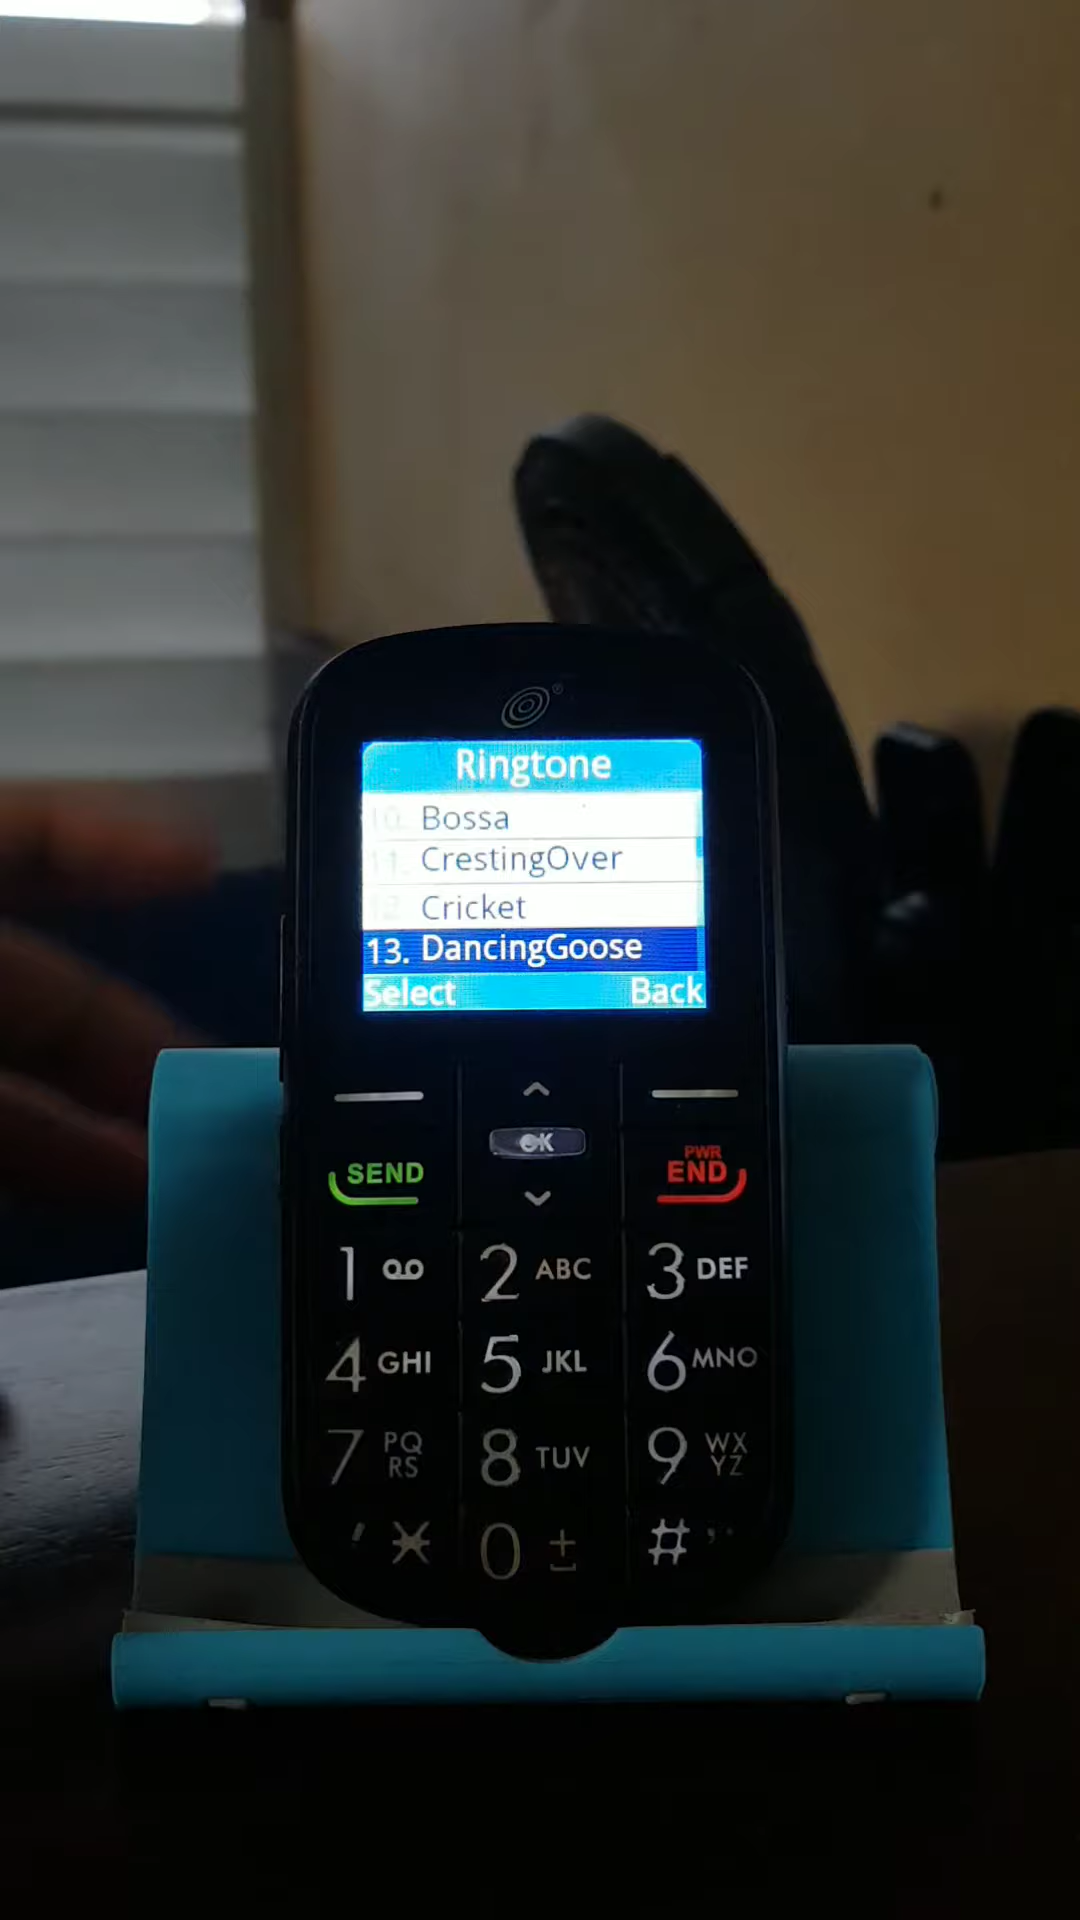 Ringtone
10. Bossa
11. CrestingOver
12. Cricket
13. DancingGoose
Select Back
OK
SEND PWR END
1 2 ABC 3 DEF
4 GHI 5 JKL 6 MNO
7 PQRS 8 TUV 9 WXYZ
* 0 + #